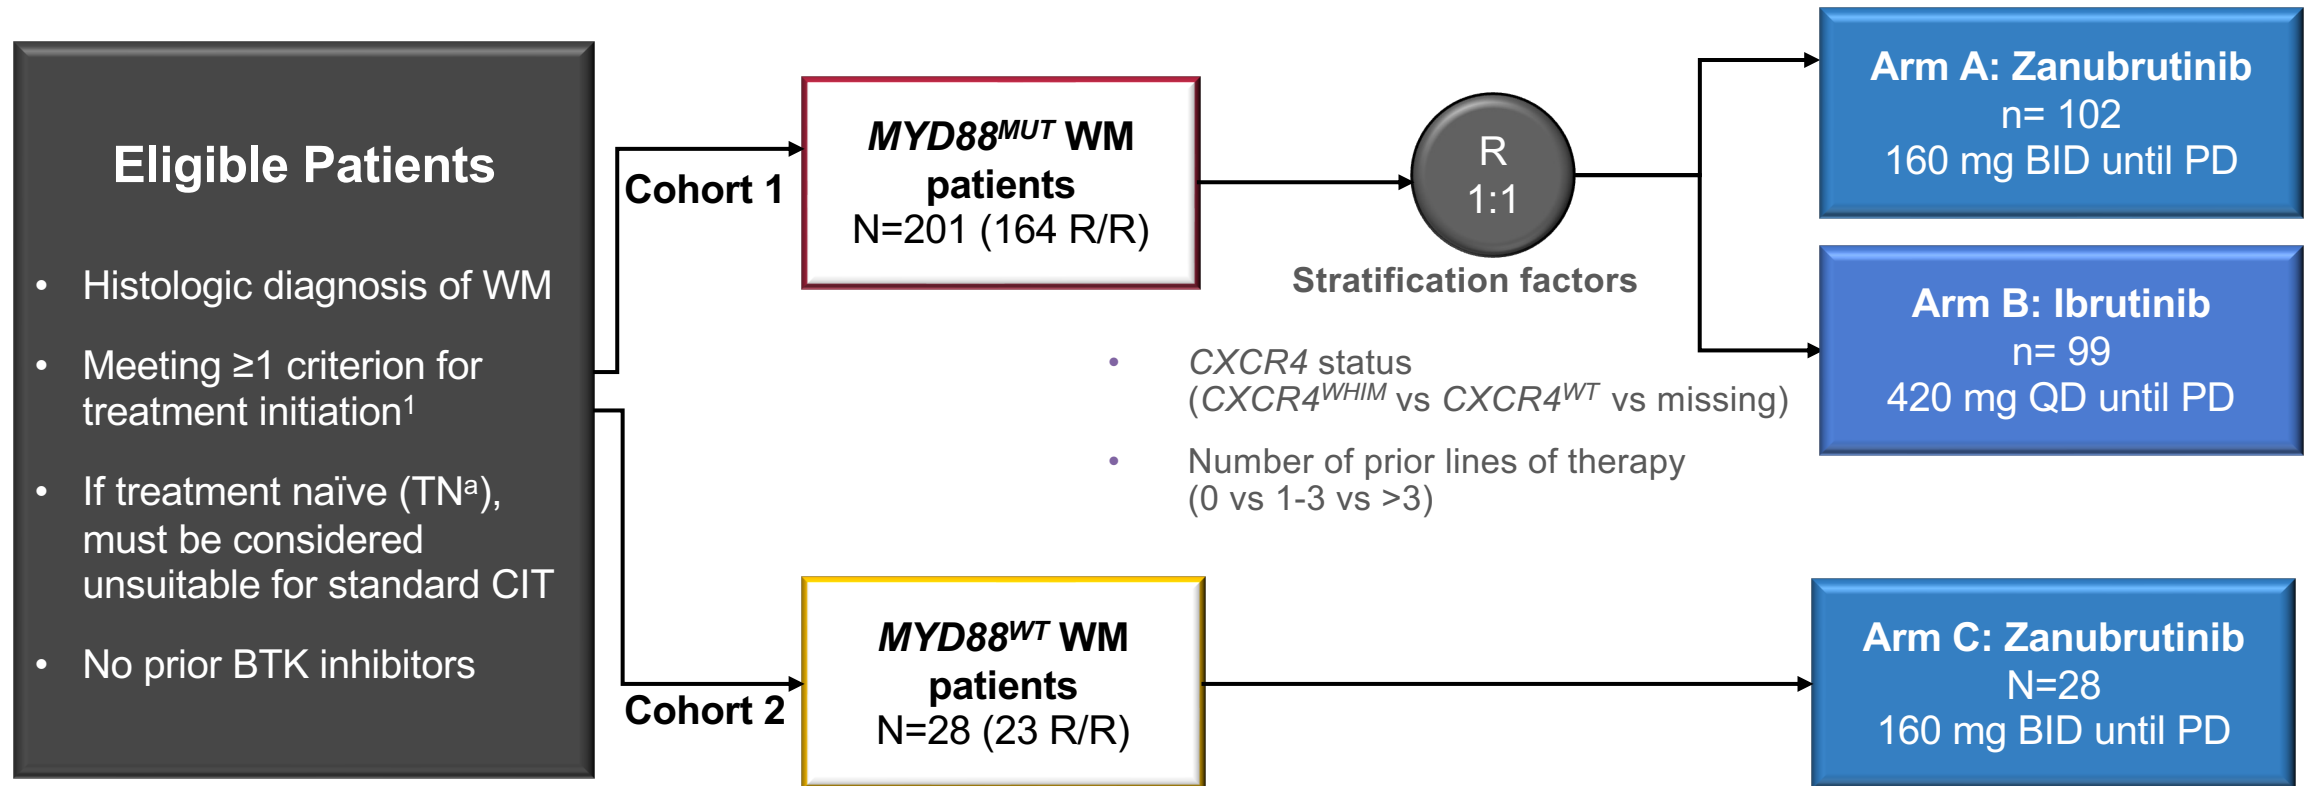 Eligible Patients
• Histologic diagnosis of WM
• Meeting ≥1 criterion for
treatment initiation¹
• If treatment naïve (TNᵃ),
must be considered
unsuitable for standard CIT
• No prior BTK inhibitors
Cohort 1
MYD88ᴹᵁᵀ WM
patients
N=201 (164 R/R)
R
1:1
Stratification factors
• CXCR4 status
(CXCR4ᵂᴴᴵᴹ vs CXCR4ᵂᵀ vs missing)
• Number of prior lines of therapy
(0 vs 1-3 vs >3)
Arm A: Zanubrutinib
n= 102
160 mg BID until PD
Arm B: Ibrutinib
n= 99
420 mg QD until PD
Cohort 2
MYD88ᵂᵀ WM
patients
N=28 (23 R/R)
Arm C: Zanubrutinib
N=28
160 mg BID until PD